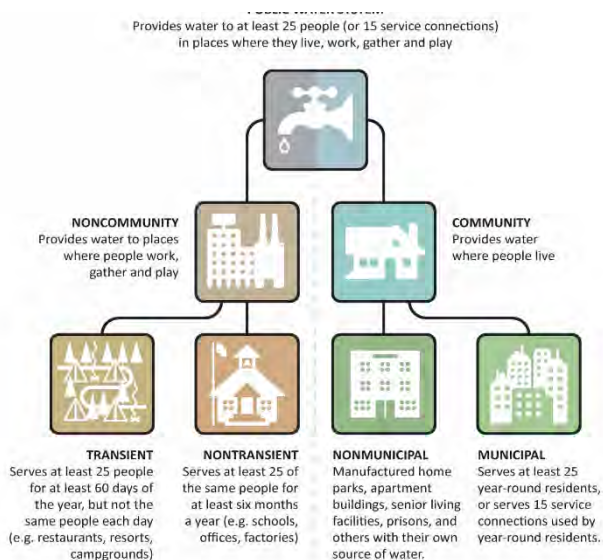 PUBLIC WATER SYSTEM
Provides water to at least 25 people (or 15 service connections)
in places where they live, work, gather and play
NONCOMMUNITY
Provides water to places
where people work,
gather and play
COMMUNITY
Provides water
where people live
TRANSIENT
Serves at least 25 people
for at least 60 days of
the year, but not the
same people each day
(e.g. restaurants, resorts,
campgrounds)
NONTRANSIENT
Serves at least 25 of
the same people for
at least six months
a year (e.g. schools,
offices, factories)
NONMUNICIPAL
Manufactured home
parks, apartment
buildings, senior living
facilities, prisons, and
others with their own
source of water.
MUNICIPAL
Serves at least 25
year-round residents,
or serves 15 service
connections used by
year-round residents.